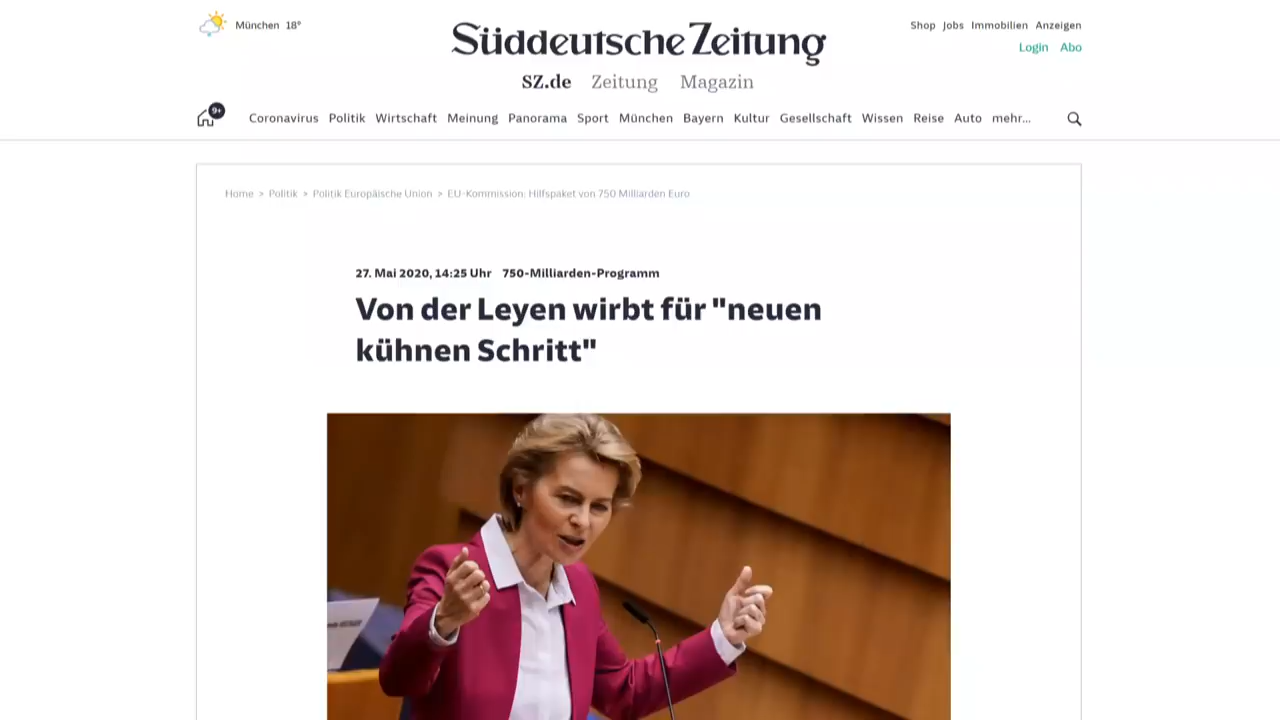 München 18°
Shop Jobs Immobilien Anzeigen
Süddeutsche Zeitung
Login Abo
SZ.de Zeitung Magazin
9+
Coronavirus Politik Wirtschaft Meinung Panorama Sport München Bayern Kultur Gesellschaft Wissen Reise Auto mehr...
Home > Politik > Politik Europäische Union > EU-Kommission: Hilfspaket von 750 Milliarden Euro
27. Mai 2020, 14:25 Uhr 750-Milliarden-Programm
Von der Leyen wirbt für "neuen
kühnen Schritt"